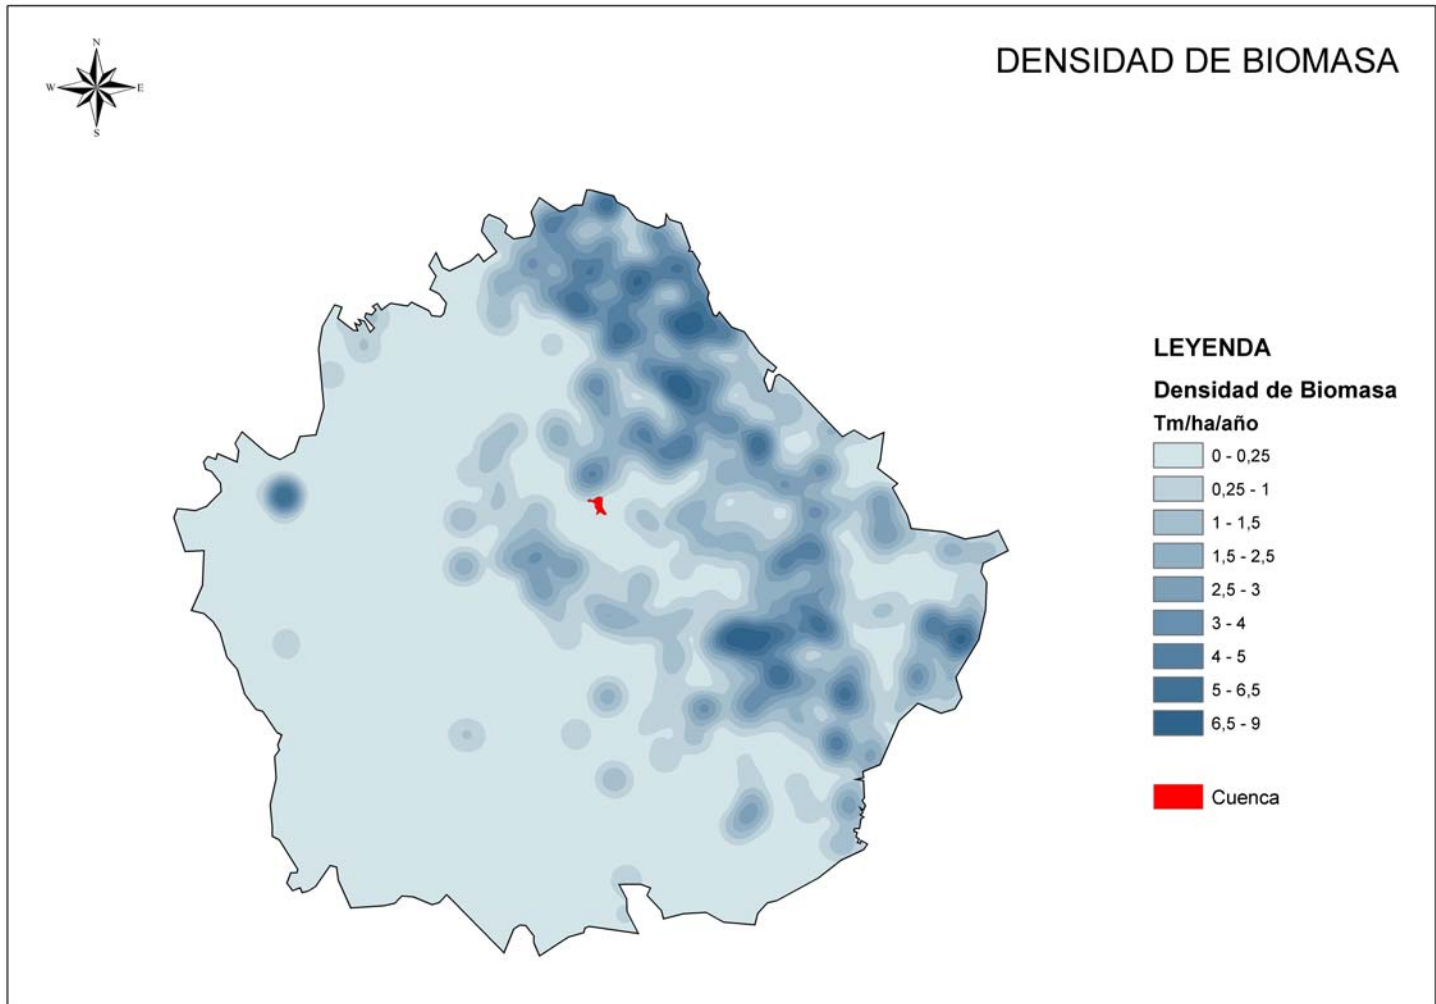 N
W E
S
DENSIDAD DE BIOMASA
LEYENDA
Densidad de Biomasa
Tm/ha/año
0 - 0,25
0,25 - 1
1 - 1,5
1,5 - 2,5
2,5 - 3
3 - 4
4 - 5
5 - 6,5
6,5 - 9
Cuenca